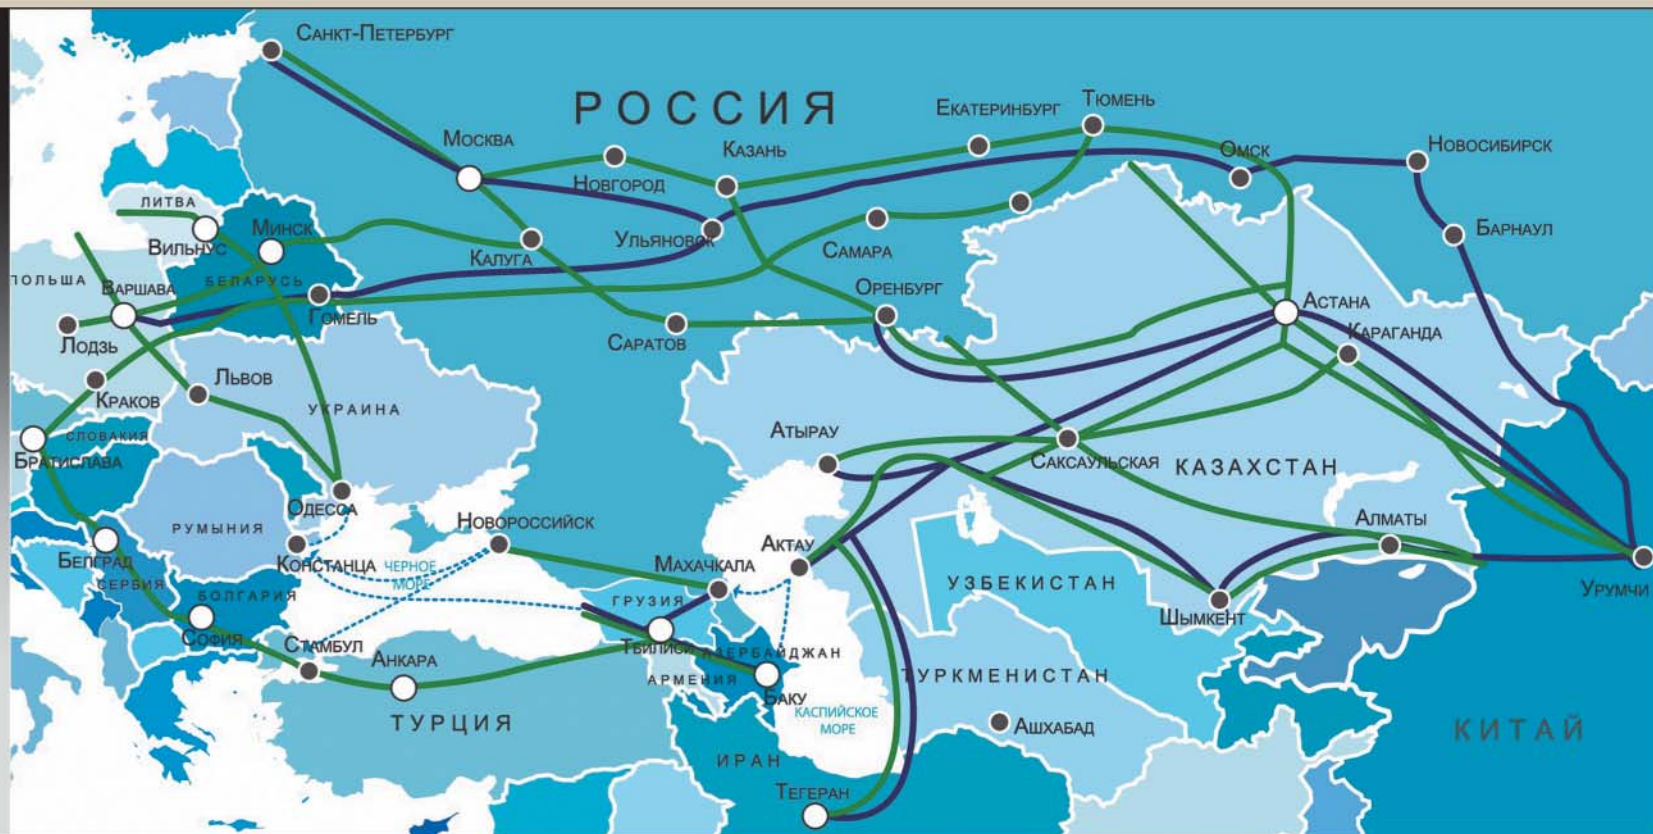 Санкт-Петербург
РОССИЯ
Екатеринбург
Тюмень
Москва
Казань
Омск
Новосибирск
Новгород
Литва
Вильнус
Минск
Ульяновск
Самара
Барнаул
Калуга
Польша
Варшава
Беларусь
Гомель
Оренбург
Астана
Лодзь
Саратов
Караганда
Львов
Краков
Украина
Словакия
Братислава
Атырау
Саксаульская
КАЗАХСТАН
Одесса
Румыния
Новороссийск
Алматы
Констанца
ЧЕРНОЕ
МОРЕ
Махачкала
Актау
Белград
Сербия
Болгария
Грузия
УЗБЕКИСТАН
Урумчи
Шымкент
София
Стамбул
Анкара
Тбилиси
Азербайджан
Армения
Баку
ТУРКМЕНИСТАН
КАСПИЙСКОЕ
МОРЕ
ТУРЦИЯ
Ашхабад
КИТАЙ
ИРАН
Тегеран